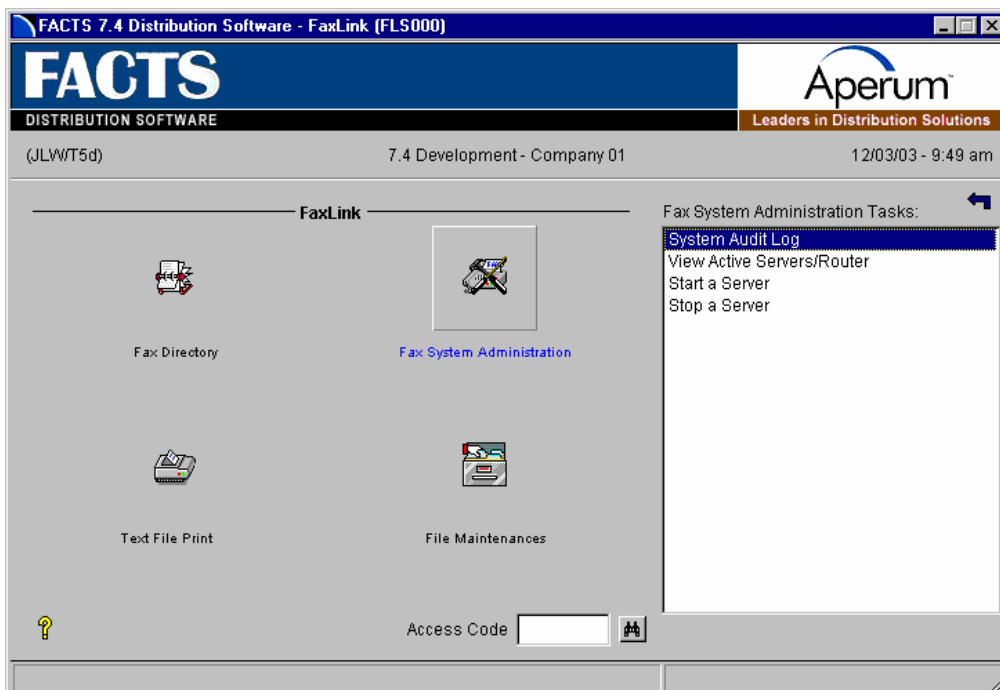 FACTS 7.4 Distribution Software - FaxLink (FLS000)
FACTS
DISTRIBUTION SOFTWARE
Aperum™
Leaders in Distribution Solutions
(JLW/T5d)
7.4 Development - Company 01
12/03/03 - 9:49 am
FaxLink
Fax Directory
Fax System Administration
Text File Print
File Maintenances
Access Code
Fax System Administration Tasks:
System Audit Log
View Active Servers/Router
Start a Server
Stop a Server